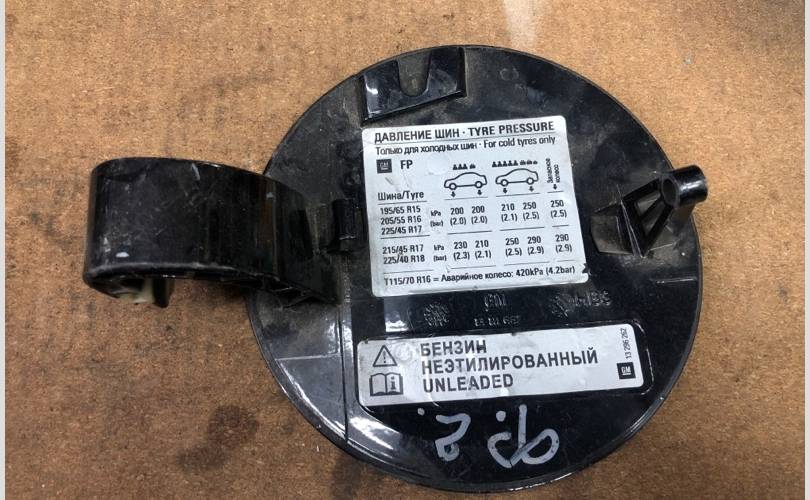 ДАВЛЕНИЕ ШИН · TYRE PRESSURE
Только для холодных шин · For cold tyres only
GM FP
Шина/Tyre
Запасное колесо
195/65 R15
205/55 R16 kPa 200 200 210 250 250
225/45 R17 (bar) (2.0) (2.0) (2.1) (2.5) (2.5)
215/45 R17 kPa 230 210 250 290 290
225/40 R18 (bar) (2.3) (2.1) (2.5) (2.9) (2.9)
T115/70 R16 = Аварийное колесо: 420kPa (4.2bar)
GM
БЕНЗИН
НЕЭТИЛИРОВАННЫЙ
UNLEADED
13 296 262
GM